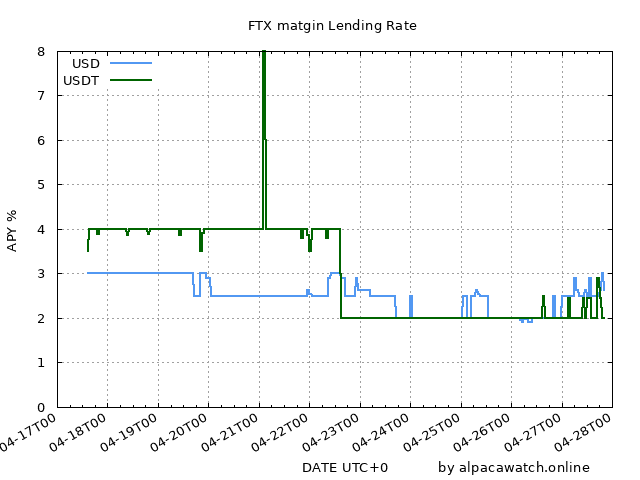 FTX matgin Lending Rate
USD
USDT
8
7
6
5
4
3
2
1
0
APY %
04-17T00
04-18T00
04-19T00
04-20T00
04-21T00
04-22T00
04-23T00
04-24T00
04-25T00
04-26T00
04-27T00
04-28T00
DATE UTC+0
by alpacawatch.online